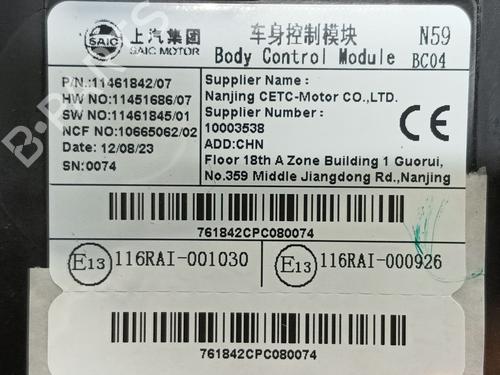 SAIC
上汽集团
SAIC MOTOR
车身控制模块
Body Control Module
N59
BC04
P/N:11461842/07
HW NO:11451686/07
SW NO:11461845/01
NCF NO:10665062/02
Date: 12/08/23
SN:0074
Supplier Name :
Nanjing CETC-Motor CO.,LTD.
Supplier Number :
10003538
ADD:CHN
Floor 18th A Zone Building 1 Guorui,
No.359 Middle Jiangdong Rd.,Nanjing
CE
761842CPC080074
E13 116RAI-001030
E13 116RAI-000926
761842CPC080074
B-PARTS